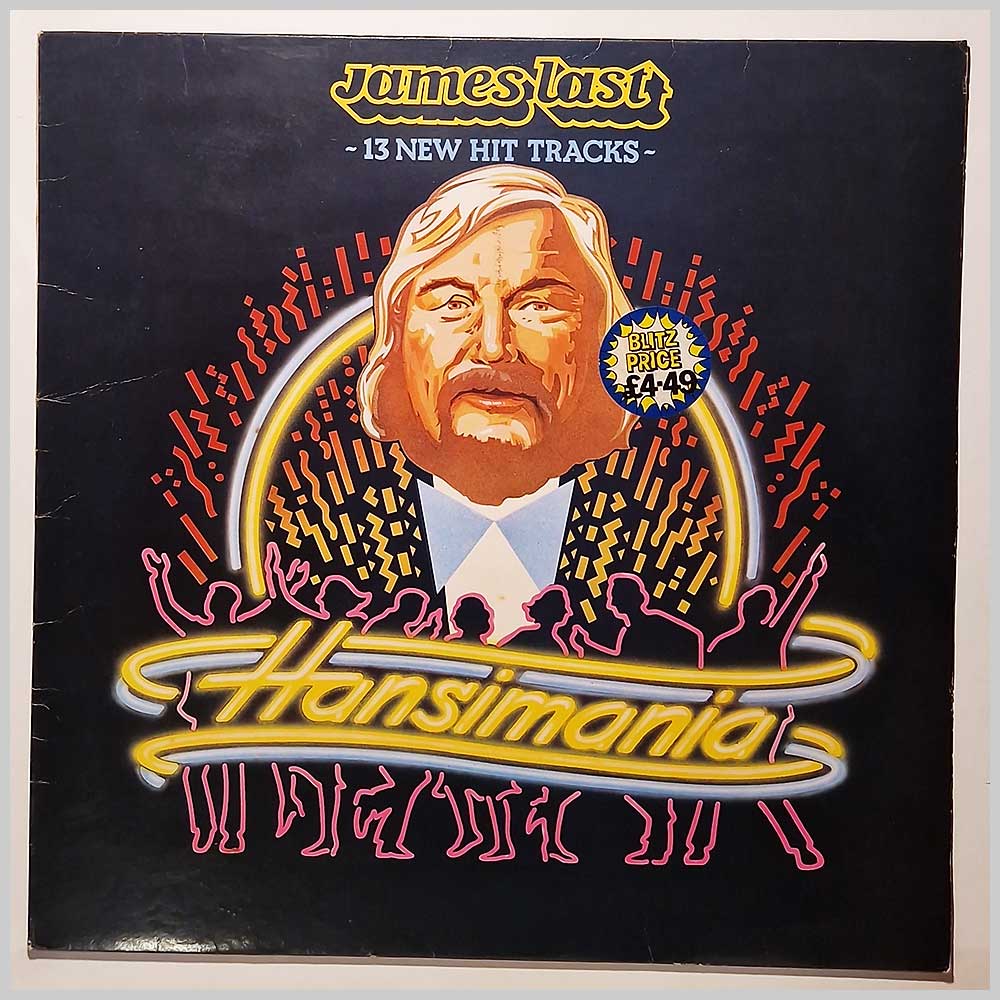 James Last
~ 13 NEW HIT TRACKS ~
BLITZ
PRICE
£4·49
Hansimania